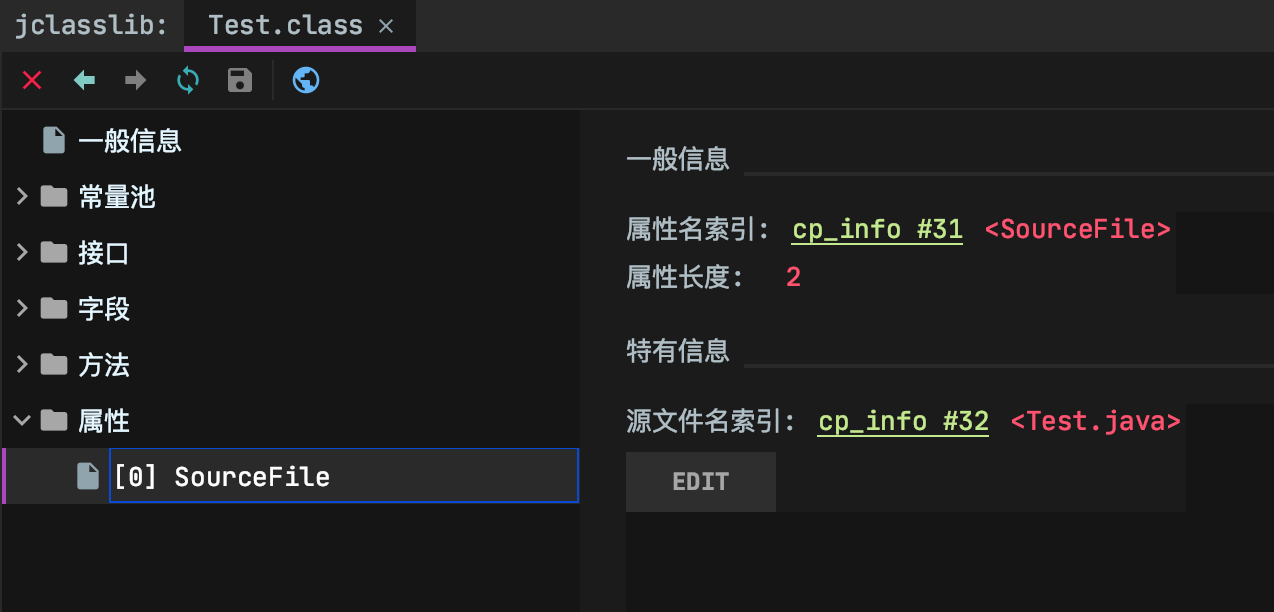 jclasslib: Test.class ×
一般信息
常量池
接口
字段
方法
属性
[0] SourceFile
一般信息
属性名索引: cp_info #31 <SourceFile>
属性长度: 2
特有信息
源文件名索引: cp_info #32 <Test.java>
EDIT